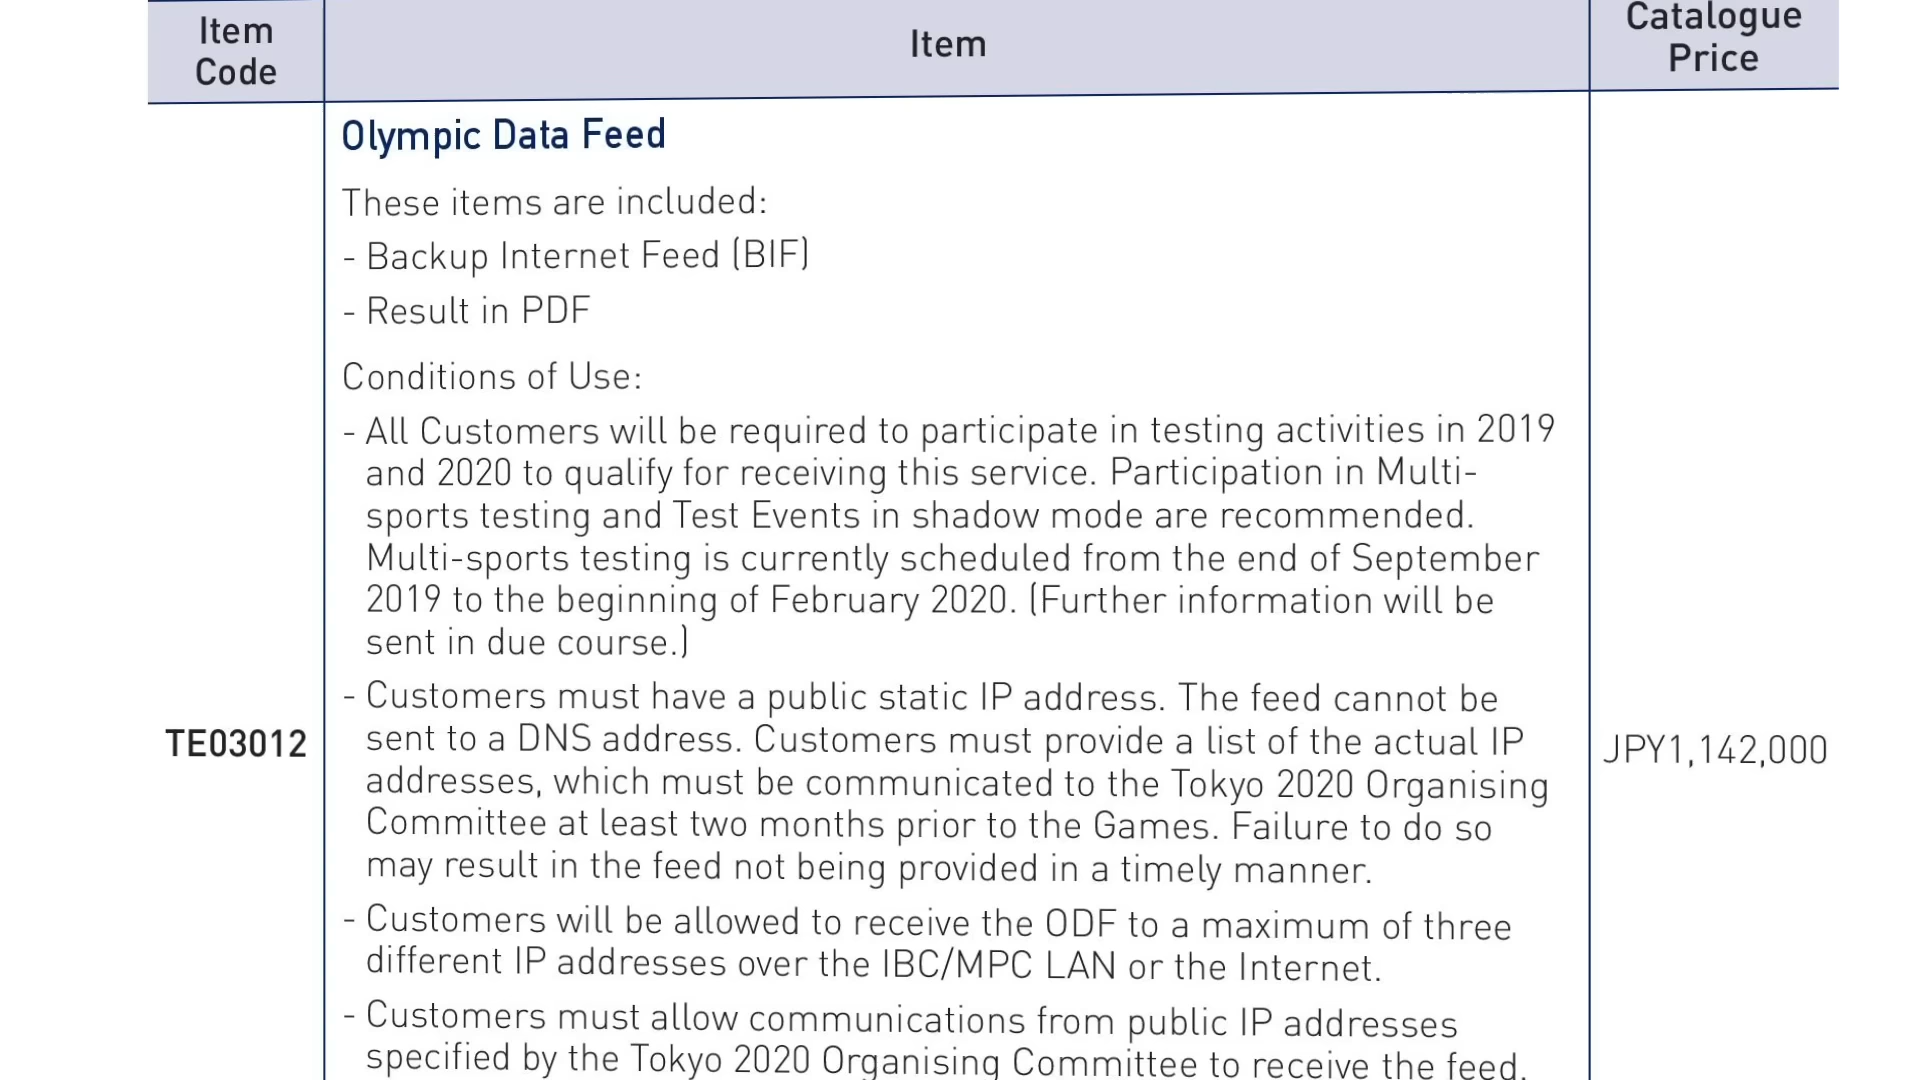 Item
Code
Item
Catalogue
Price
Olympic Data Feed
These items are included:
- Backup Internet Feed (BIF)
- Result in PDF
Conditions of Use:
- All Customers will be required to participate in testing activities in 2019
and 2020 to qualify for receiving this service. Participation in Multi-
sports testing and Test Events in shadow mode are recommended.
Multi-sports testing is currently scheduled from the end of September
2019 to the beginning of February 2020. (Further information will be
sent in due course.)
- Customers must have a public static IP address. The feed cannot be
sent to a DNS address. Customers must provide a list of the actual IP
addresses, which must be communicated to the Tokyo 2020 Organising
Committee at least two months prior to the Games. Failure to do so
may result in the feed not being provided in a timely manner.
- Customers will be allowed to receive the ODF to a maximum of three
different IP addresses over the IBC/MPC LAN or the Internet.
- Customers must allow communications from public IP addresses
specified by the Tokyo 2020 Organising Committee to receive the feed.
TE03012
JPY1,142,000